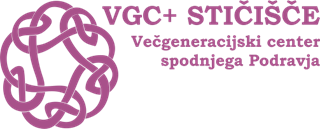 VGC+ STIČIŠČE
Večgeneracijski center
spodnjega Podravja